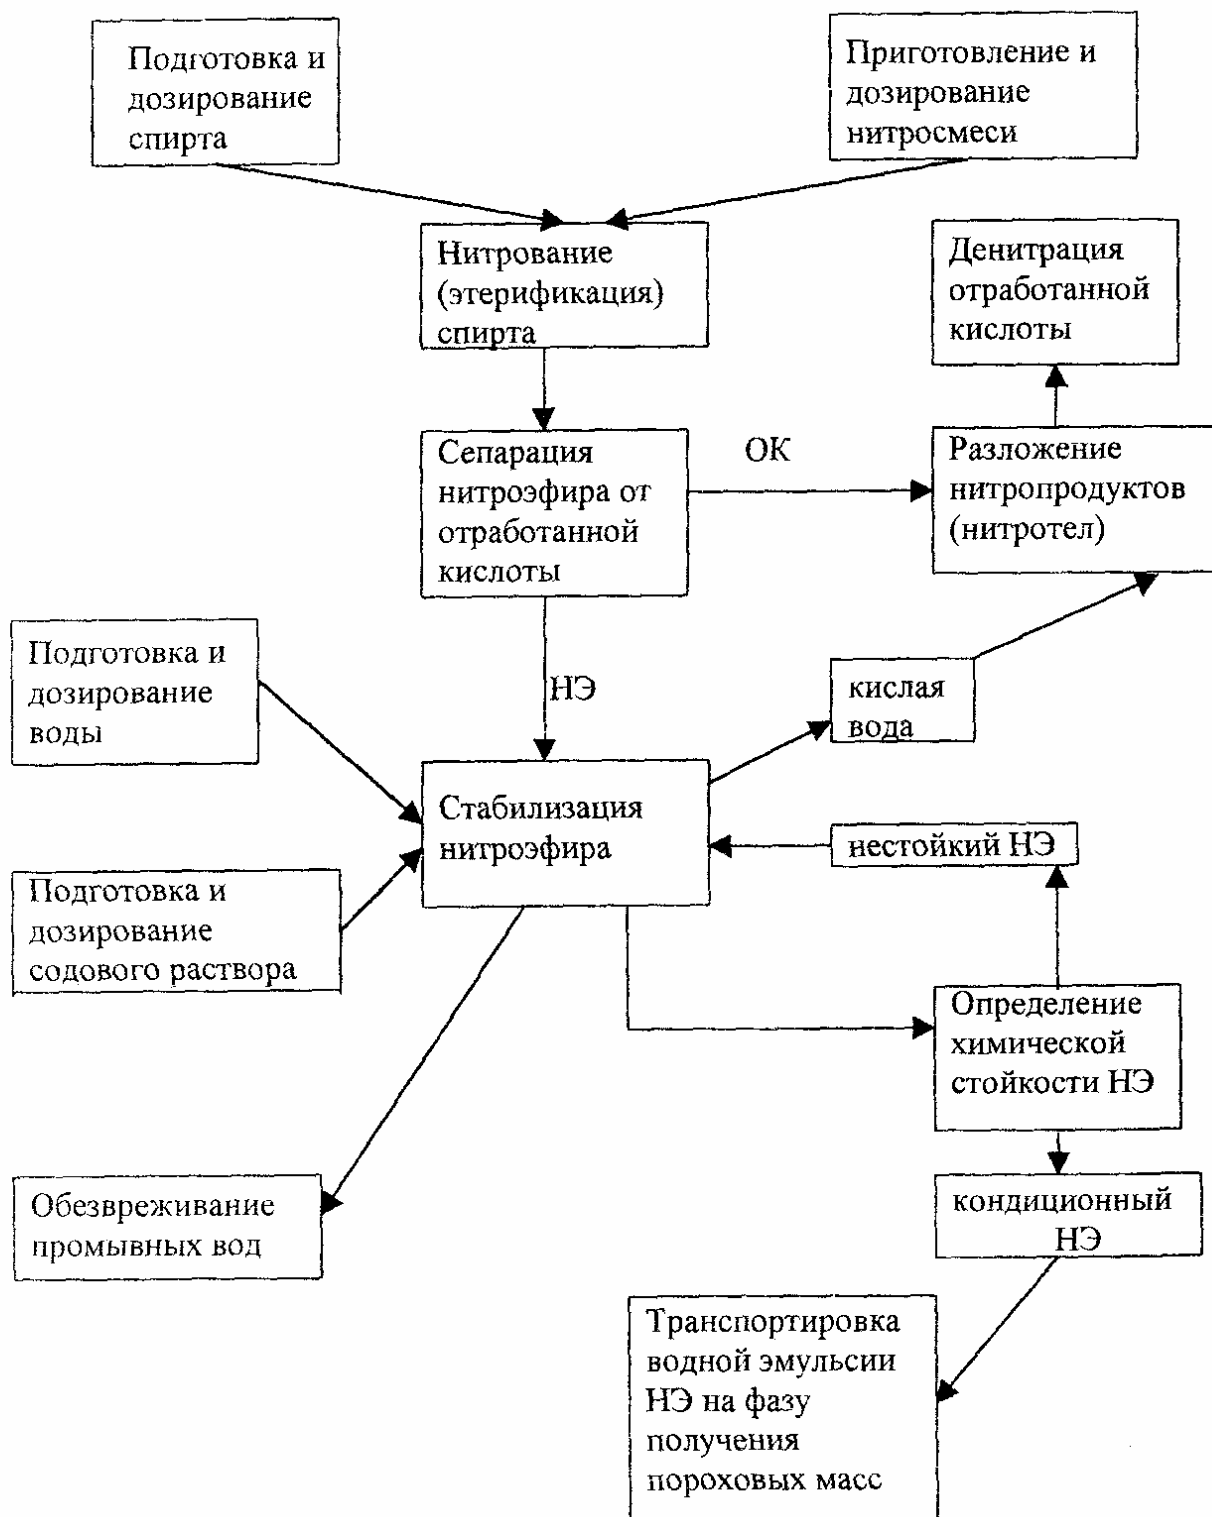 Подготовка и
дозирование
спирта
Приготовление и
дозирование
нитросмеси
Нитрование
(этерификация)
спирта
Денитрация
отработанной
кислоты
Сепарация
нитроэфира от
отработанной
кислоты
ОК
Разложение
нитропродуктов
(нитротел)
Подготовка и
дозирование
воды
НЭ
кислая
вода
Стабилизация
нитроэфира
нестойкий НЭ
Подготовка и
дозирование
содового раствора
Определение
химической
стойкости НЭ
Обезвреживание
промывных вод
кондиционный
НЭ
Транспортировка
водной эмульсии
НЭ на фазу
получения
пороховых масс